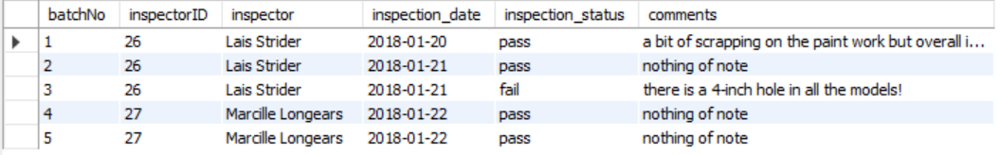 batchNo inspectorID inspector inspection_date inspection_status comments
1 26 Lais Strider 2018-01-20 pass a bit of scrapping on the paint work but overall i...
2 26 Lais Strider 2018-01-21 pass nothing of note
3 26 Lais Strider 2018-01-21 fail there is a 4-inch hole in all the models!
4 27 Marcille Longears 2018-01-22 pass nothing of note
5 27 Marcille Longears 2018-01-22 pass nothing of note